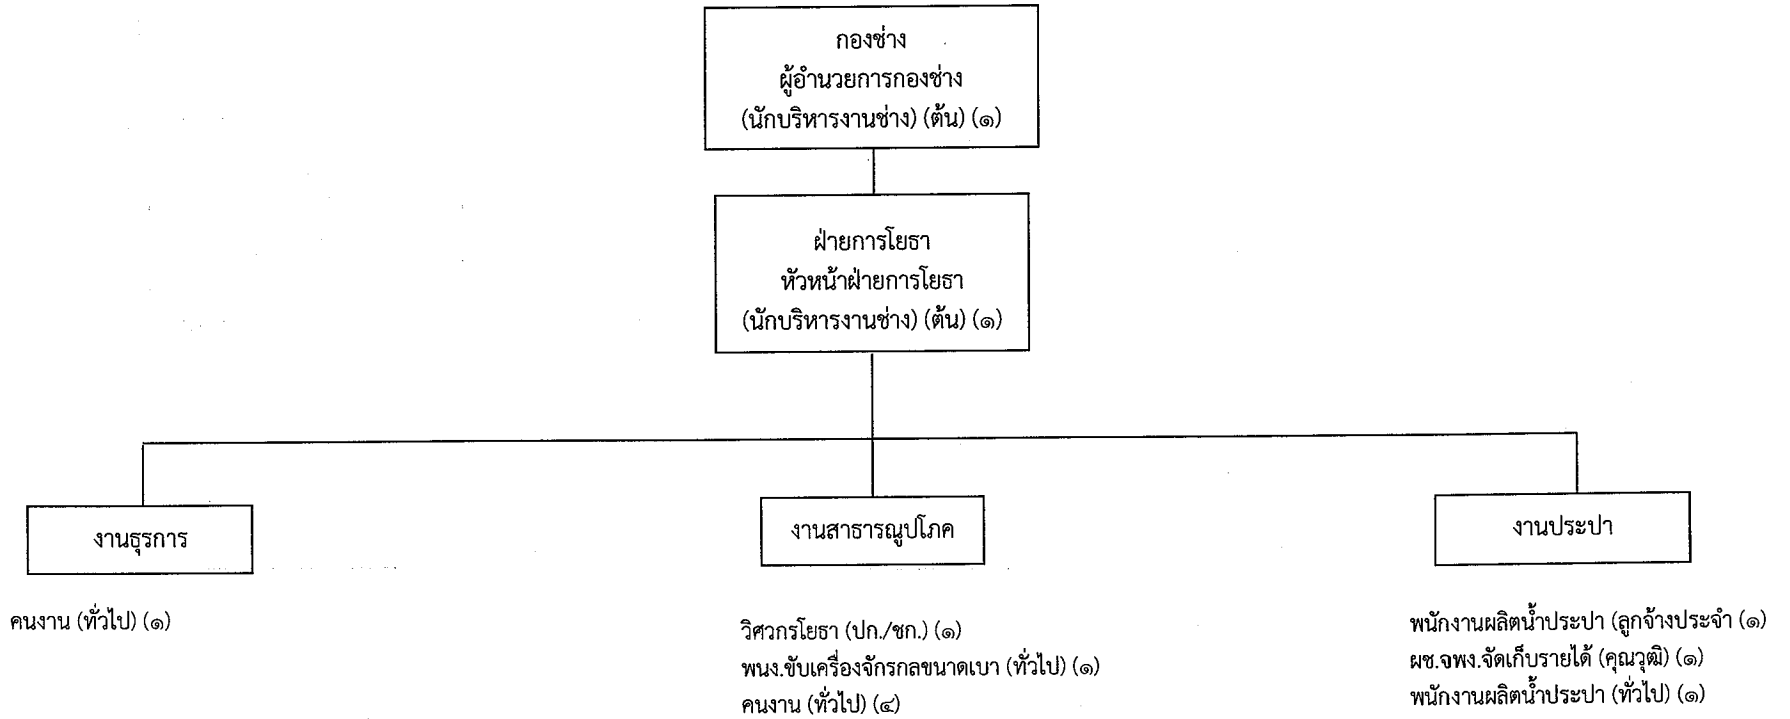 กองช่าง
ผู้อำนวยการกองช่าง
(นักบริหารงานช่าง) (ต้น) (๑)
ฝ่ายการโยธา
หัวหน้าฝ่ายการโยธา
(นักบริหารงานช่าง) (ต้น) (๑)
งานธุรการ
คนงาน (ทั่วไป) (๑)
งานสาธารณูปโภค
วิศวกรโยธา (ปก./ชก.) (๑)
พนง.ขับเครื่องจักรกลขนาดเบา (ทั่วไป) (๑)
คนงาน (ทั่วไป) (๔)
งานประปา
พนักงานผลิตน้ำประปา (ลูกจ้างประจำ (๑)
ผช.จพง.จัดเก็บรายได้ (คุณวุฒิ) (๑)
พนักงานผลิตน้ำประปา (ทั่วไป) (๑)